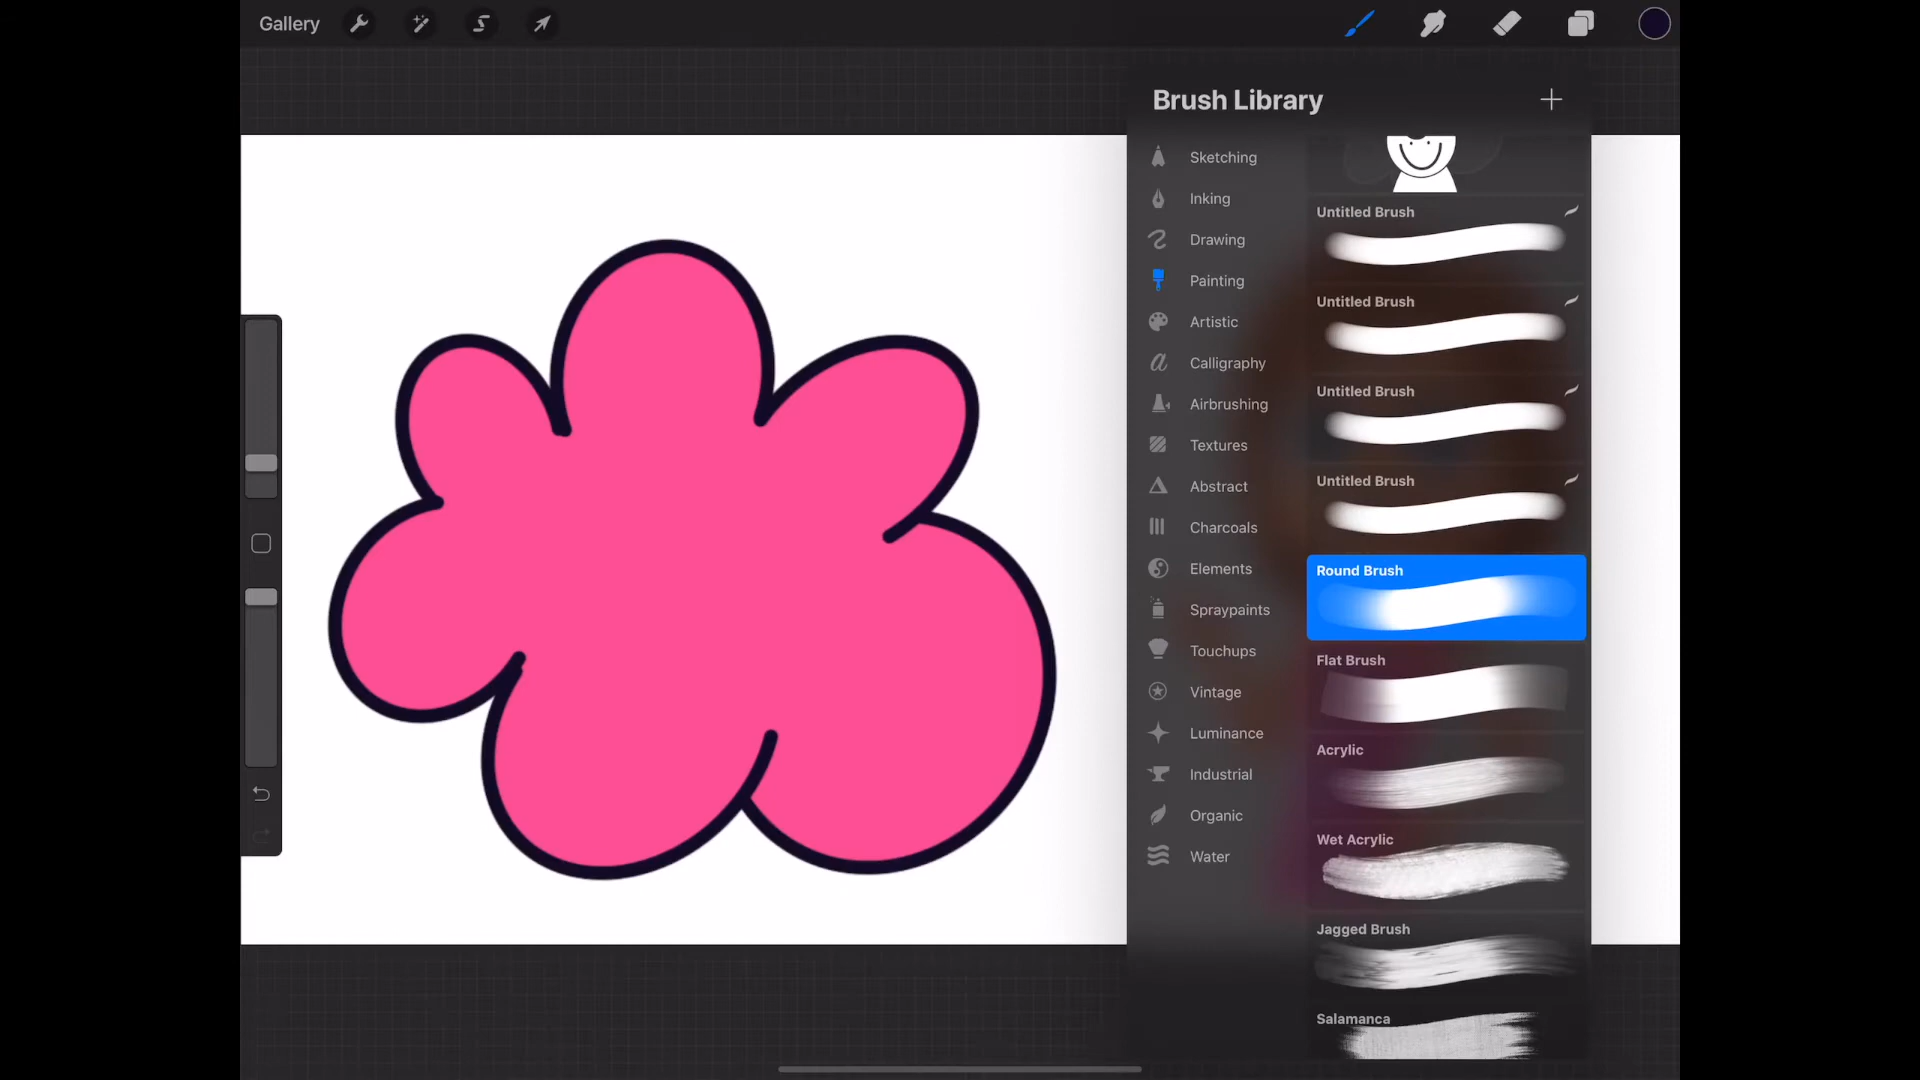 Gallery
Brush Library
Sketching
Inking
Drawing
Painting
Artistic
Calligraphy
Airbrushing
Textures
Abstract
Charcoals
Elements
Spraypaints
Touchups
Vintage
Luminance
Industrial
Organic
Water
Untitled Brush
Untitled Brush
Untitled Brush
Untitled Brush
Round Brush
Flat Brush
Acrylic
Wet Acrylic
Jagged Brush
Salamanca